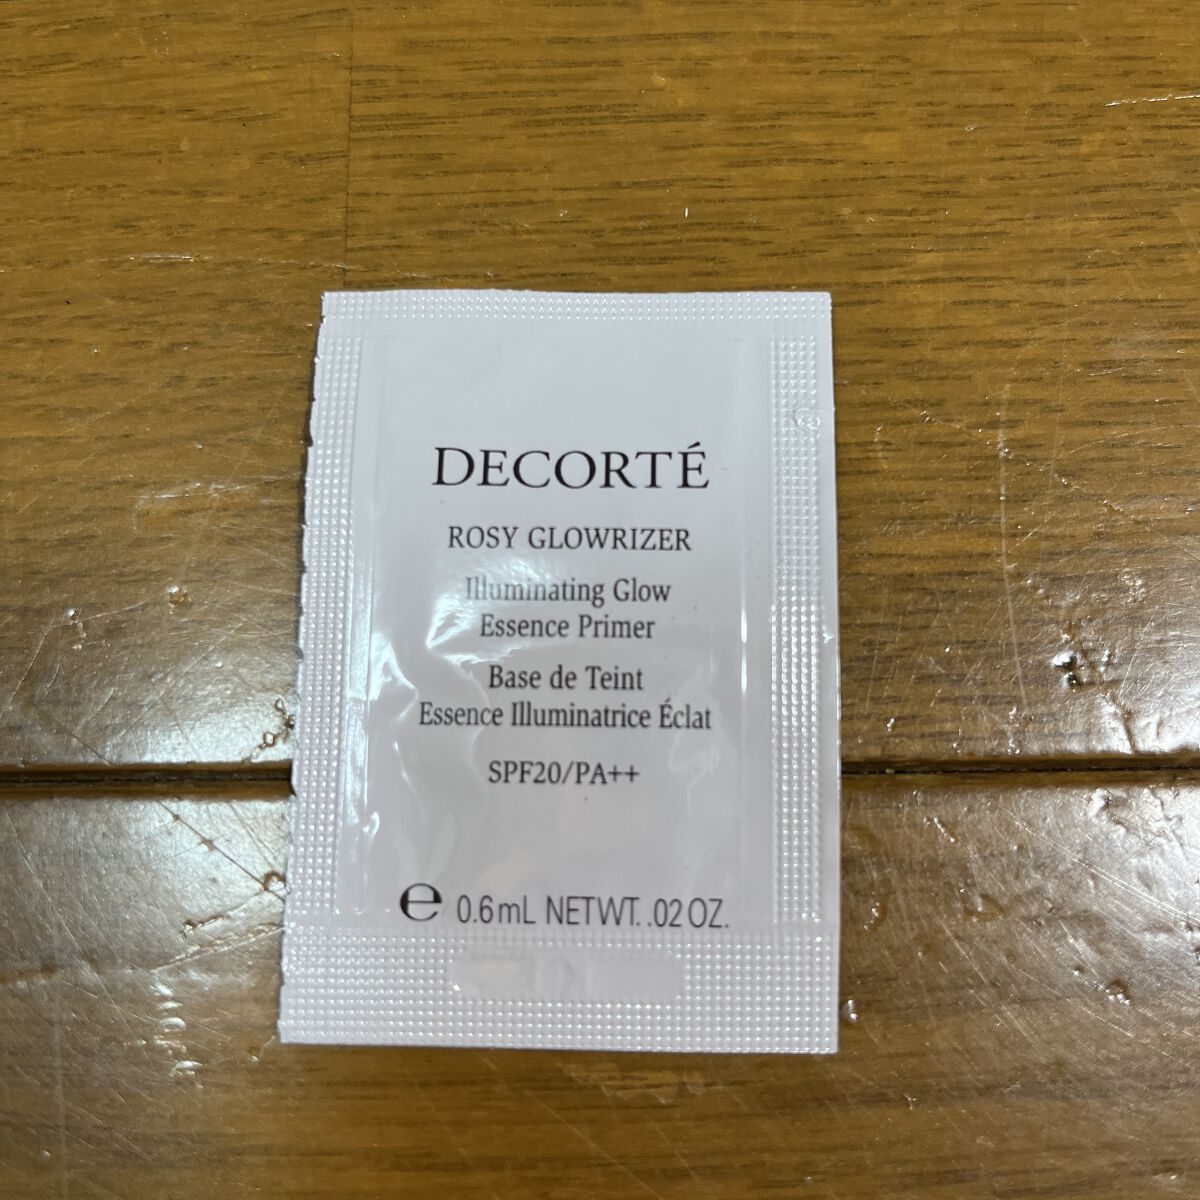 DECORTÉ
ROSY GLOWRIZER
Illuminating Glow
Essence Primer
Base de Teint
Essence Illuminatrice Éclat
SPF20/PA++
℮ 0.6mL NETWT. .02 OZ.